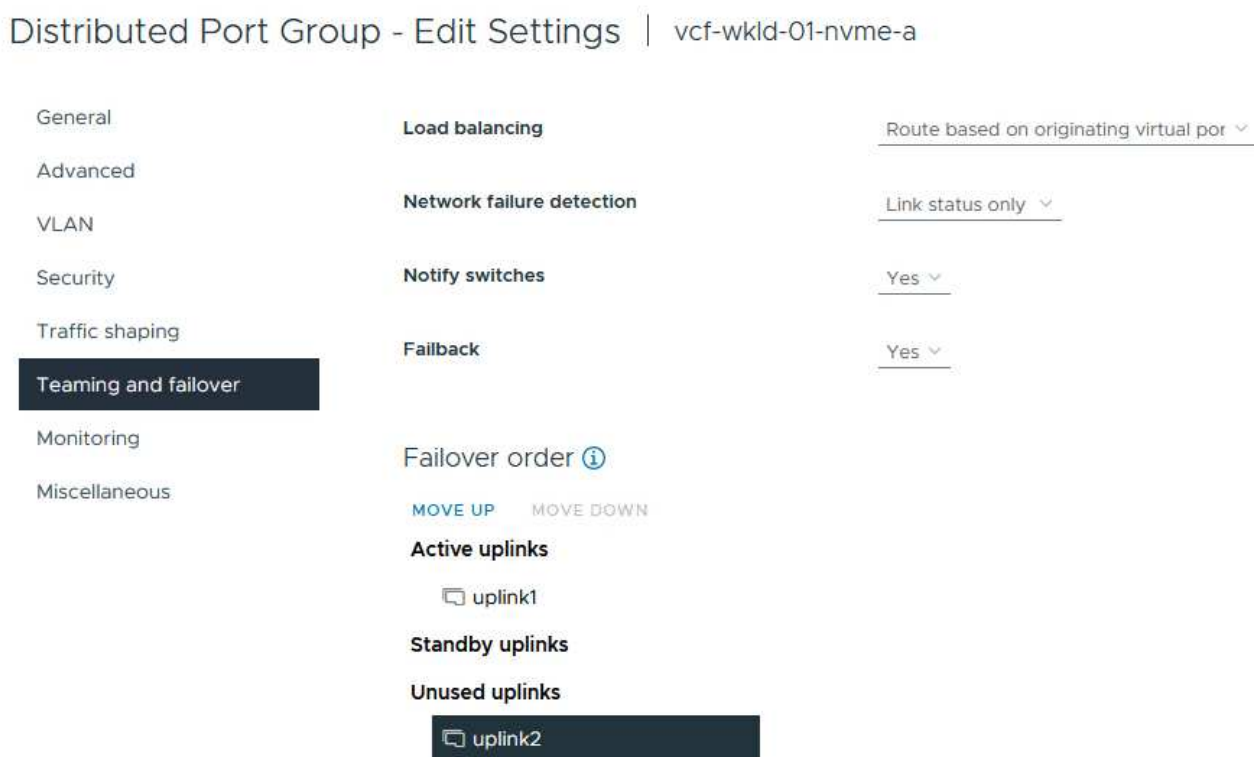 Distributed Port Group - Edit Settings | vcf-wkld-01-nvme-a
General
Advanced
VLAN
Security
Traffic shaping
Teaming and failover
Monitoring
Miscellaneous
Load balancing Route based on originating virtual por
Network failure detection Link status only
Notify switches Yes
Failback Yes
Failover order
MOVE UP MOVE DOWN
Active uplinks
uplink1
Standby uplinks
Unused uplinks
uplink2